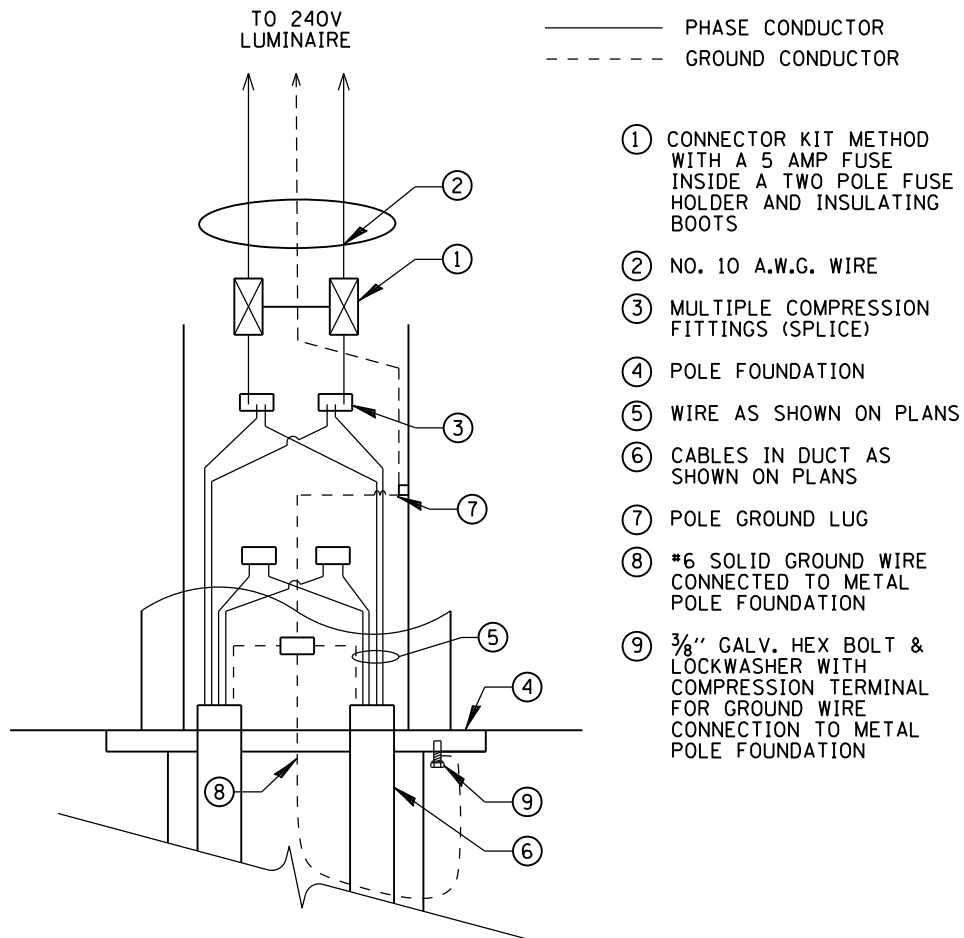 TO 240V
LUMINAIRE
PHASE CONDUCTOR
GROUND CONDUCTOR
1 CONNECTOR KIT METHOD
WITH A 5 AMP FUSE
INSIDE A TWO POLE FUSE
HOLDER AND INSULATING
BOOTS
2 NO. 10 A.W.G. WIRE
3 MULTIPLE COMPRESSION
FITTINGS (SPLICE)
4 POLE FOUNDATION
5 WIRE AS SHOWN ON PLANS
6 CABLES IN DUCT AS
SHOWN ON PLANS
7 POLE GROUND LUG
8 #6 SOLID GROUND WIRE
CONNECTED TO METAL
POLE FOUNDATION
9 3/8'' GALV. HEX BOLT &
LOCKWASHER WITH
COMPRESSION TERMINAL
FOR GROUND WIRE
CONNECTION TO METAL
POLE FOUNDATION
2
1
3
7
5
4
8
9
6